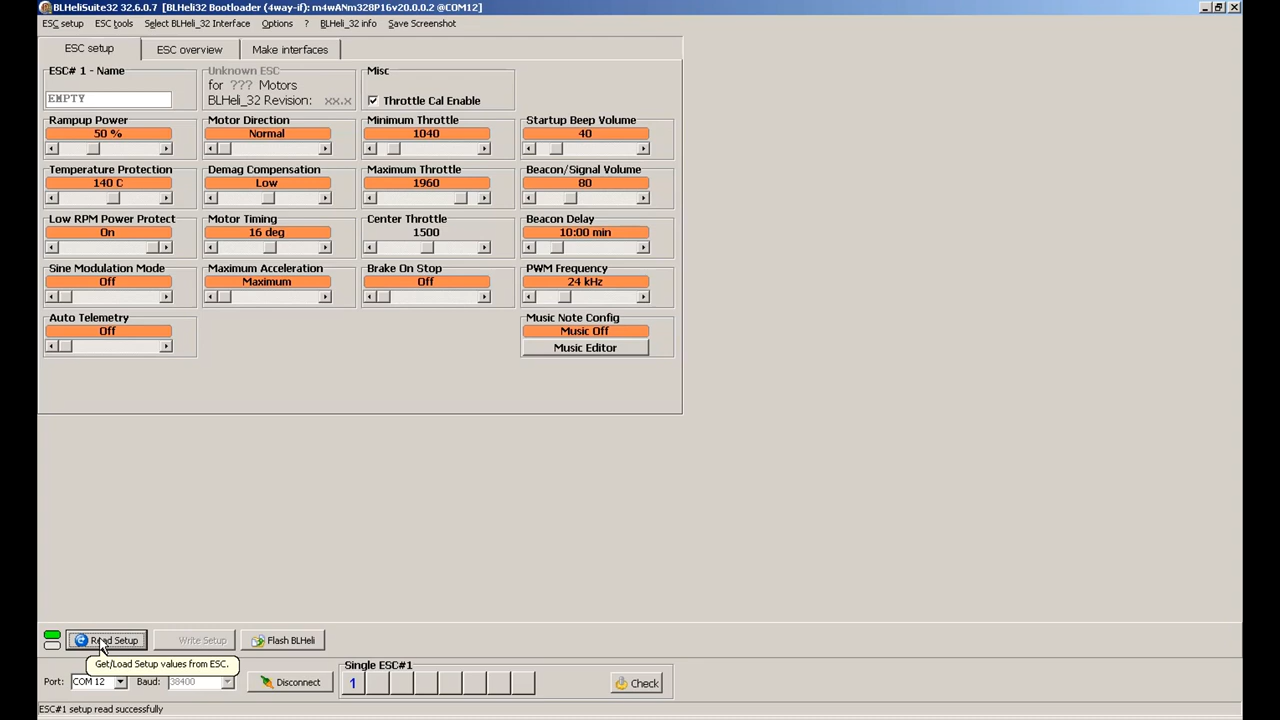 BLHeliSuite32 32.6.0.7 [BLHeli32 Bootloader (4way-if): m4wANm328P16v20.0.0.2 @COM12]
ESC setup ESC tools Select BLHeli_32 Interface Options ? BLHeli_32 info Save Screenshot
ESC setup ESC overview Make interfaces
ESC# 1 - Name Unknown ESC Misc
for ??? Motors
EMPTY BLHeli_32 Revision: xx.x Throttle Cal Enable
Rampup Power Motor Direction Minimum Throttle Startup Beep Volume
50 % Normal 1040 40
Temperature Protection Demag Compensation Maximum Throttle Beacon/Signal Volume
140 C Low 1960 80
Low RPM Power Protect Motor Timing Center Throttle Beacon Delay
On 16 deg 1500 10:00 min
Sine Modulation Mode Maximum Acceleration Brake On Stop PWM Frequency
Off Maximum Off 24 kHz
Auto Telemetry Music Note Config
Off Music Off
Music Editor
Read Setup Write Setup Flash BLHeli
Get/Load Setup values from ESC. Single ESC#1
Port: COM 12 Baud: 38400 Disconnect 1 Check
ESC#1 setup read successfully